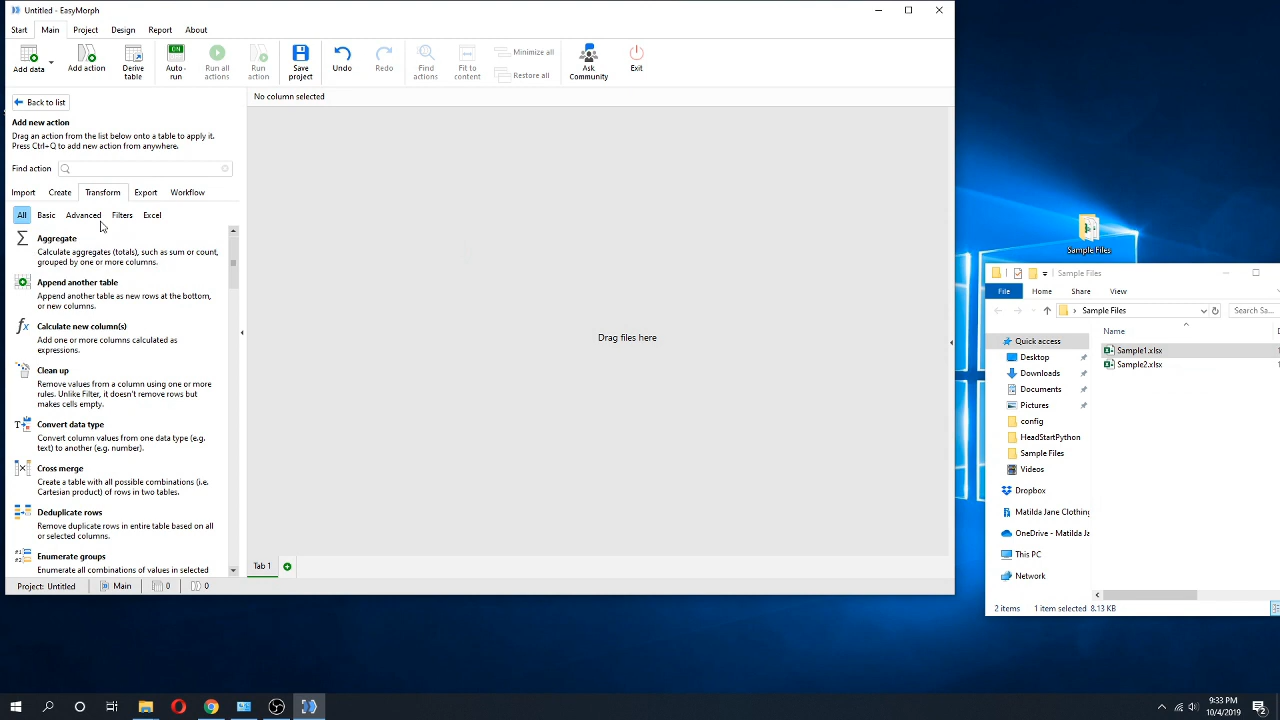 Untitled - EasyMorph
Start Main Project Design Report About
Add data Add action Derive table Auto-run Run all actions Run action Save project Undo Redo Find actions Fit to content Minimize all Restore all Ask Community Exit
Back to list
No column selected
Add new action
Drag an action from the list below onto a table to apply it.
Press Ctrl+Q to add new action from anywhere.
Find action
Import Create Transform Export Workflow
All Basic Advanced Filters Excel
Aggregate
Calculate aggregates (totals), such as sum or count,
grouped by one or more columns.
Append another table
Append another table as new rows at the bottom,
or new columns.
Calculate new column(s)
Add one or more columns calculated as
expressions.
Clean up
Remove values from a column using one or more
rules. Unlike Filter, it doesn't remove rows but
makes cells empty.
Convert data type
Convert column values from one data type (e.g.
text) to another (e.g. number).
Cross merge
Create a table with all possible combinations (i.e.
Cartesian product) of rows in two tables.
Deduplicate rows
Remove duplicate rows in entire table based on all
or selected columns.
Enumerate groups
Enumerate all combinations of values in selected
Drag files here
Tab 1
Project: Untitled Main 0 0
Sample Files
Sample Files
File Home Share View
Sample Files Search Sa...
Name
Quick access
Desktop
Downloads
Documents
Pictures
config
HeadStartPython
Sample Files
Videos
Dropbox
Matilda Jane Clothing
OneDrive - Matilda Ja
This PC
Network
Sample1.xlsx
Sample2.xlsx
2 items 1 item selected 8.13 KB
9:33 PM
10/4/2019
2